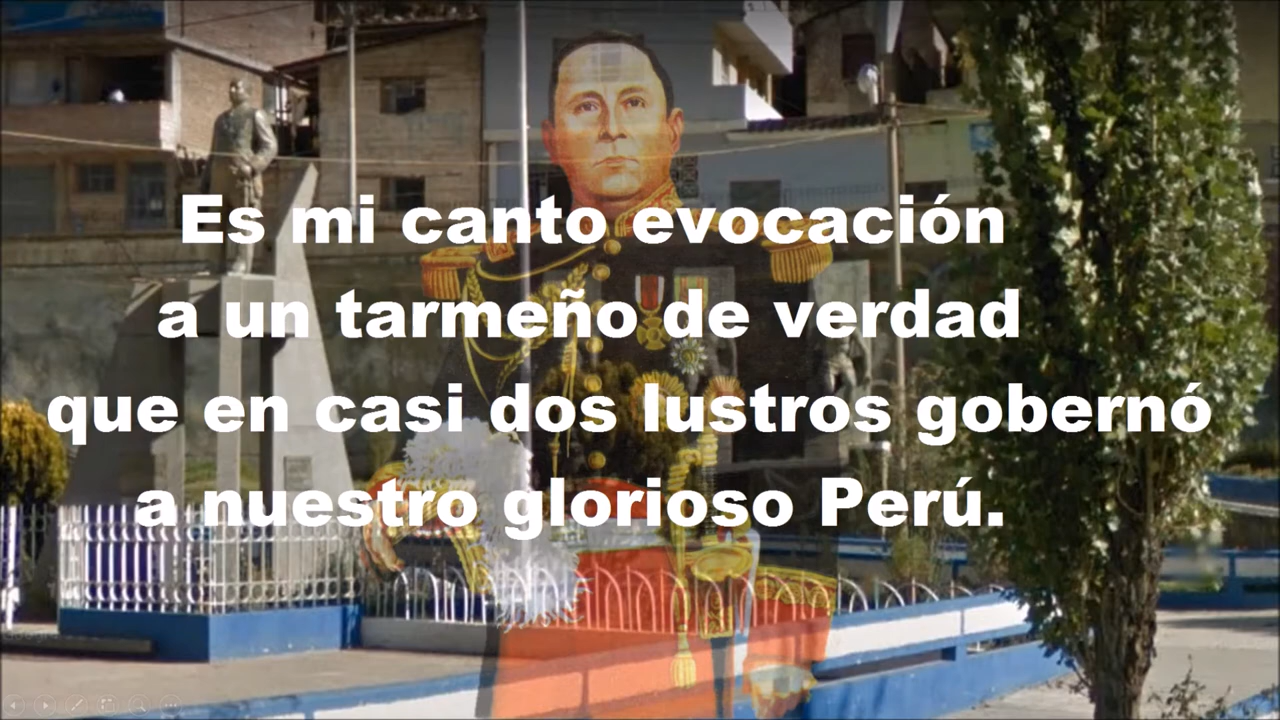 Es mi canto evocación
a un tarmeño de verdad
que en casi dos lustros gobernó
a nuestro glorioso Perú.